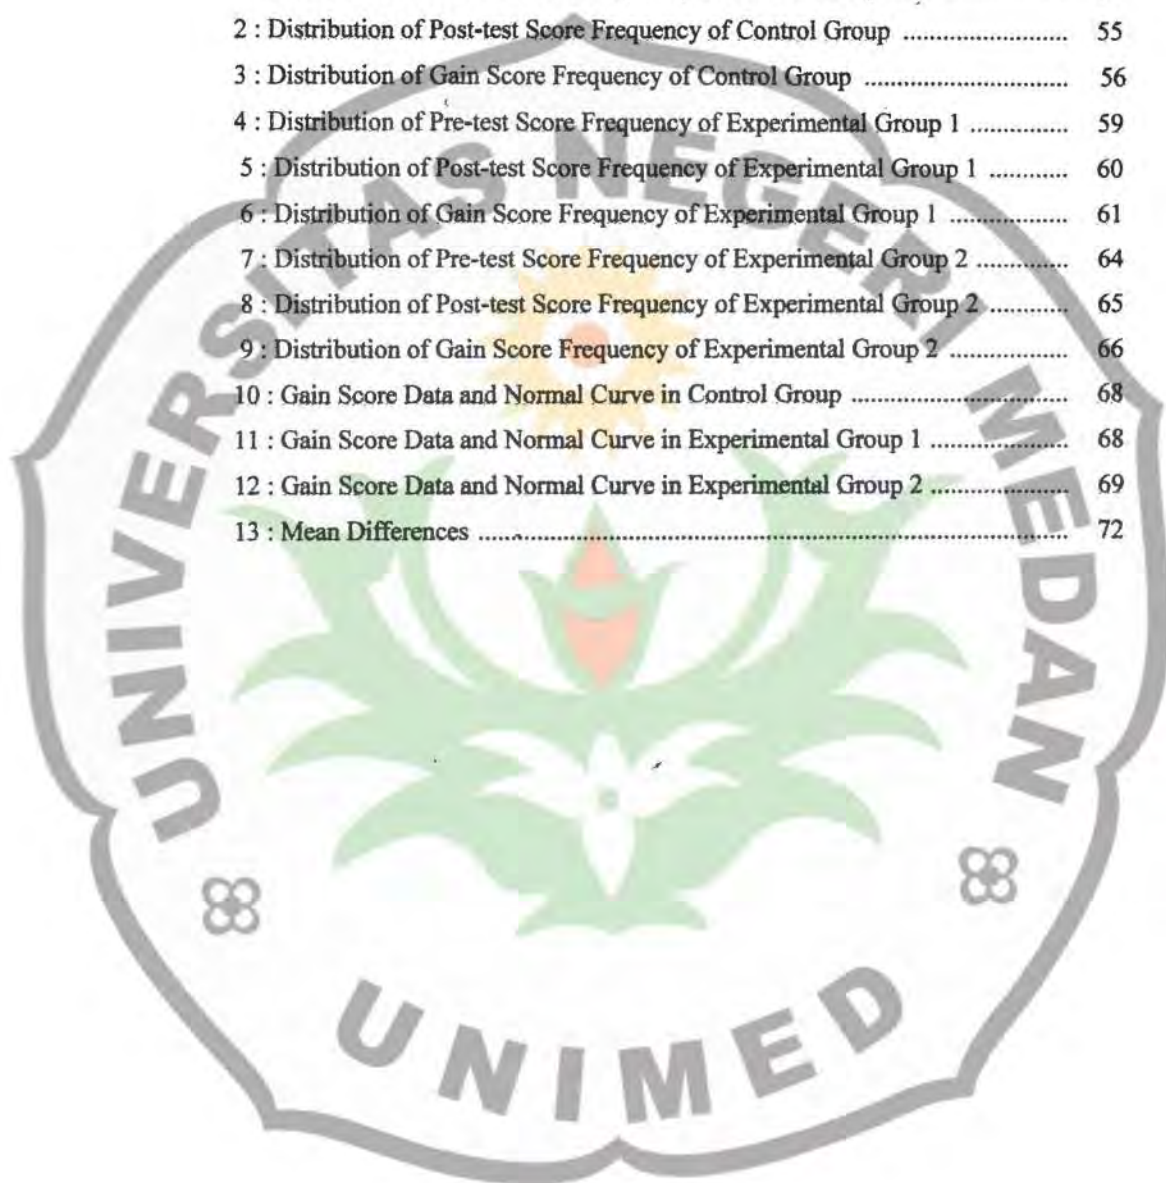 2 : Distribution of Post-test Score Frequency of Control Group ......................... 55
3 : Distribution of Gain Score Frequency of Control Group ............................... 56
4 : Distribution of Pre-test Score Frequency of Experimental Group 1 ............... 59
5 : Distribution of Post-test Score Frequency of Experimental Group 1 ............ 60
6 : Distribution of Gain Score Frequency of Experimental Group 1 .................. 61
7 : Distribution of Pre-test Score Frequency of Experimental Group 2 .............. 64
8 : Distribution of Post-test Score Frequency of Experimental Group 2 ............ 65
9 : Distribution of Gain Score Frequency of Experimental Group 2 .................. 66
10 : Gain Score Data and Normal Curve in Control Group ................................. 68
11 : Gain Score Data and Normal Curve in Experimental Group 1 ..................... 68
12 : Gain Score Data and Normal Curve in Experimental Group 2 ..................... 69
13 : Mean Differences ......................................................................................... 72
UNIVERSITAS NEGERI MEDAN
UNIMED